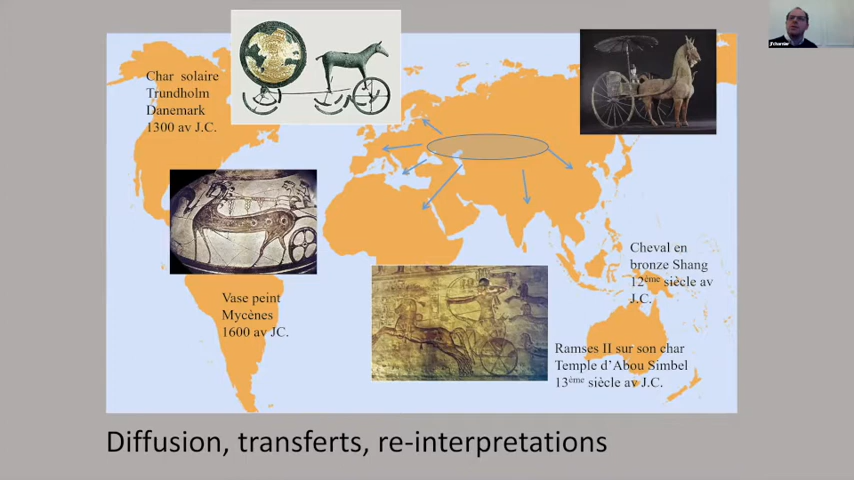 Char solaire
Trundholm
Danemark
1300 av J.C.
Vase peint
Mycènes
1600 av JC.
Cheval en
bronze Shang
12ème siècle av
J.C.
Ramses II sur son char
Temple d’Abou Simbel
13ème siècle av J.C.
Diffusion, transferts, re-interpretations